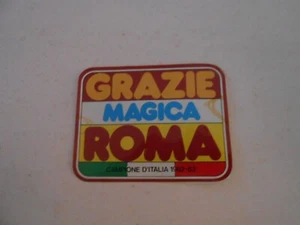 GRAZIE
MAGICA
ROMA
CAMPIONE D'ITALIA 1982-83